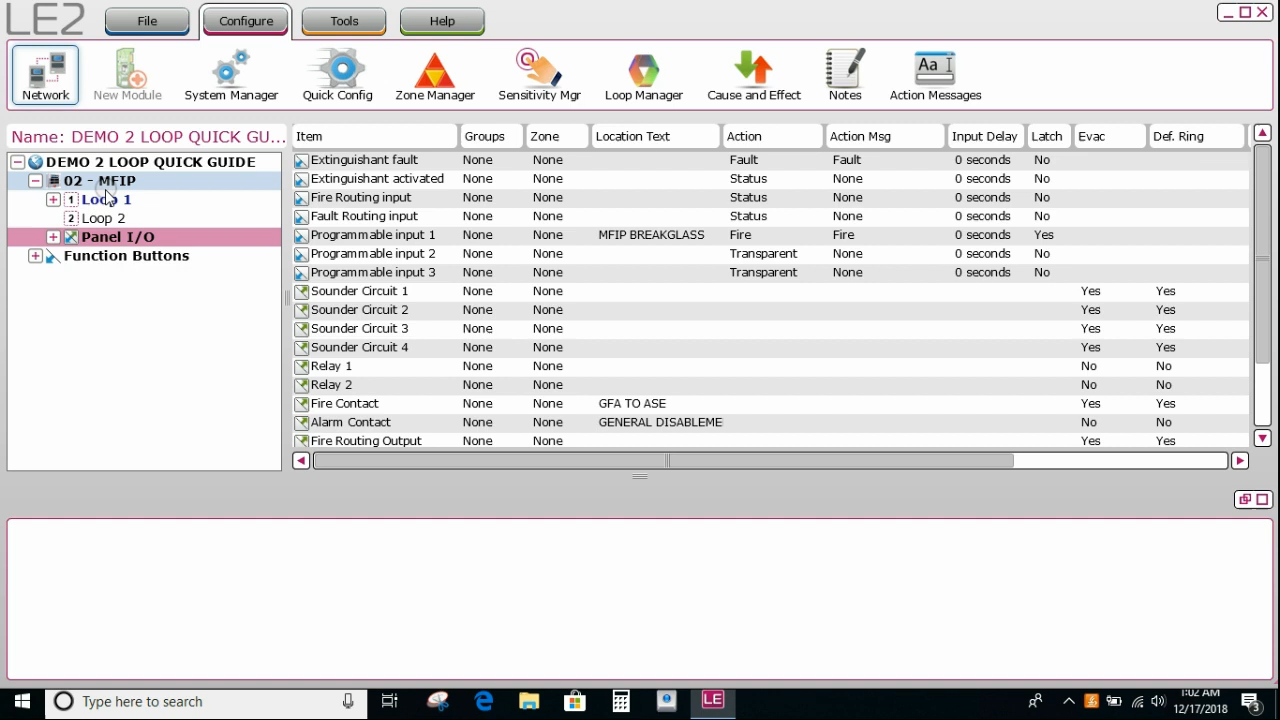 LE2 File Configure Tools Help
Network New Module System Manager Quick Config Zone Manager Sensitivity Mgr Loop Manager Cause and Effect Notes Action Messages
Aa
Name: DEMO 2 LOOP QUICK GU...
DEMO 2 LOOP QUICK GUIDE
02 - MFIP
1 Loop 1
2 Loop 2
Panel I/O
Function Buttons
Item Groups Zone Location Text Action Action Msg Input Delay Latch Evac Def. Ring
Extinguishant fault None None Fault Fault 0 seconds No
Extinguishant activated None None Status None 0 seconds No
Fire Routing input None None Status None 0 seconds No
Fault Routing input None None Status None 0 seconds No
Programmable input 1 None None MFIP BREAKGLASS Fire Fire 0 seconds Yes
Programmable input 2 None None Transparent None 0 seconds No
Programmable input 3 None None Transparent None 0 seconds No
Sounder Circuit 1 None None Yes Yes
Sounder Circuit 2 None None Yes Yes
Sounder Circuit 3 None None Yes Yes
Sounder Circuit 4 None None Yes Yes
Relay 1 None None No No
Relay 2 None None No No
Fire Contact None None GFA TO ASE Yes Yes
Alarm Contact None None GENERAL DISABLEME No No
Fire Routing Output None None Yes Yes
Type here to search
LE
1:02 AM
12/17/2018
3